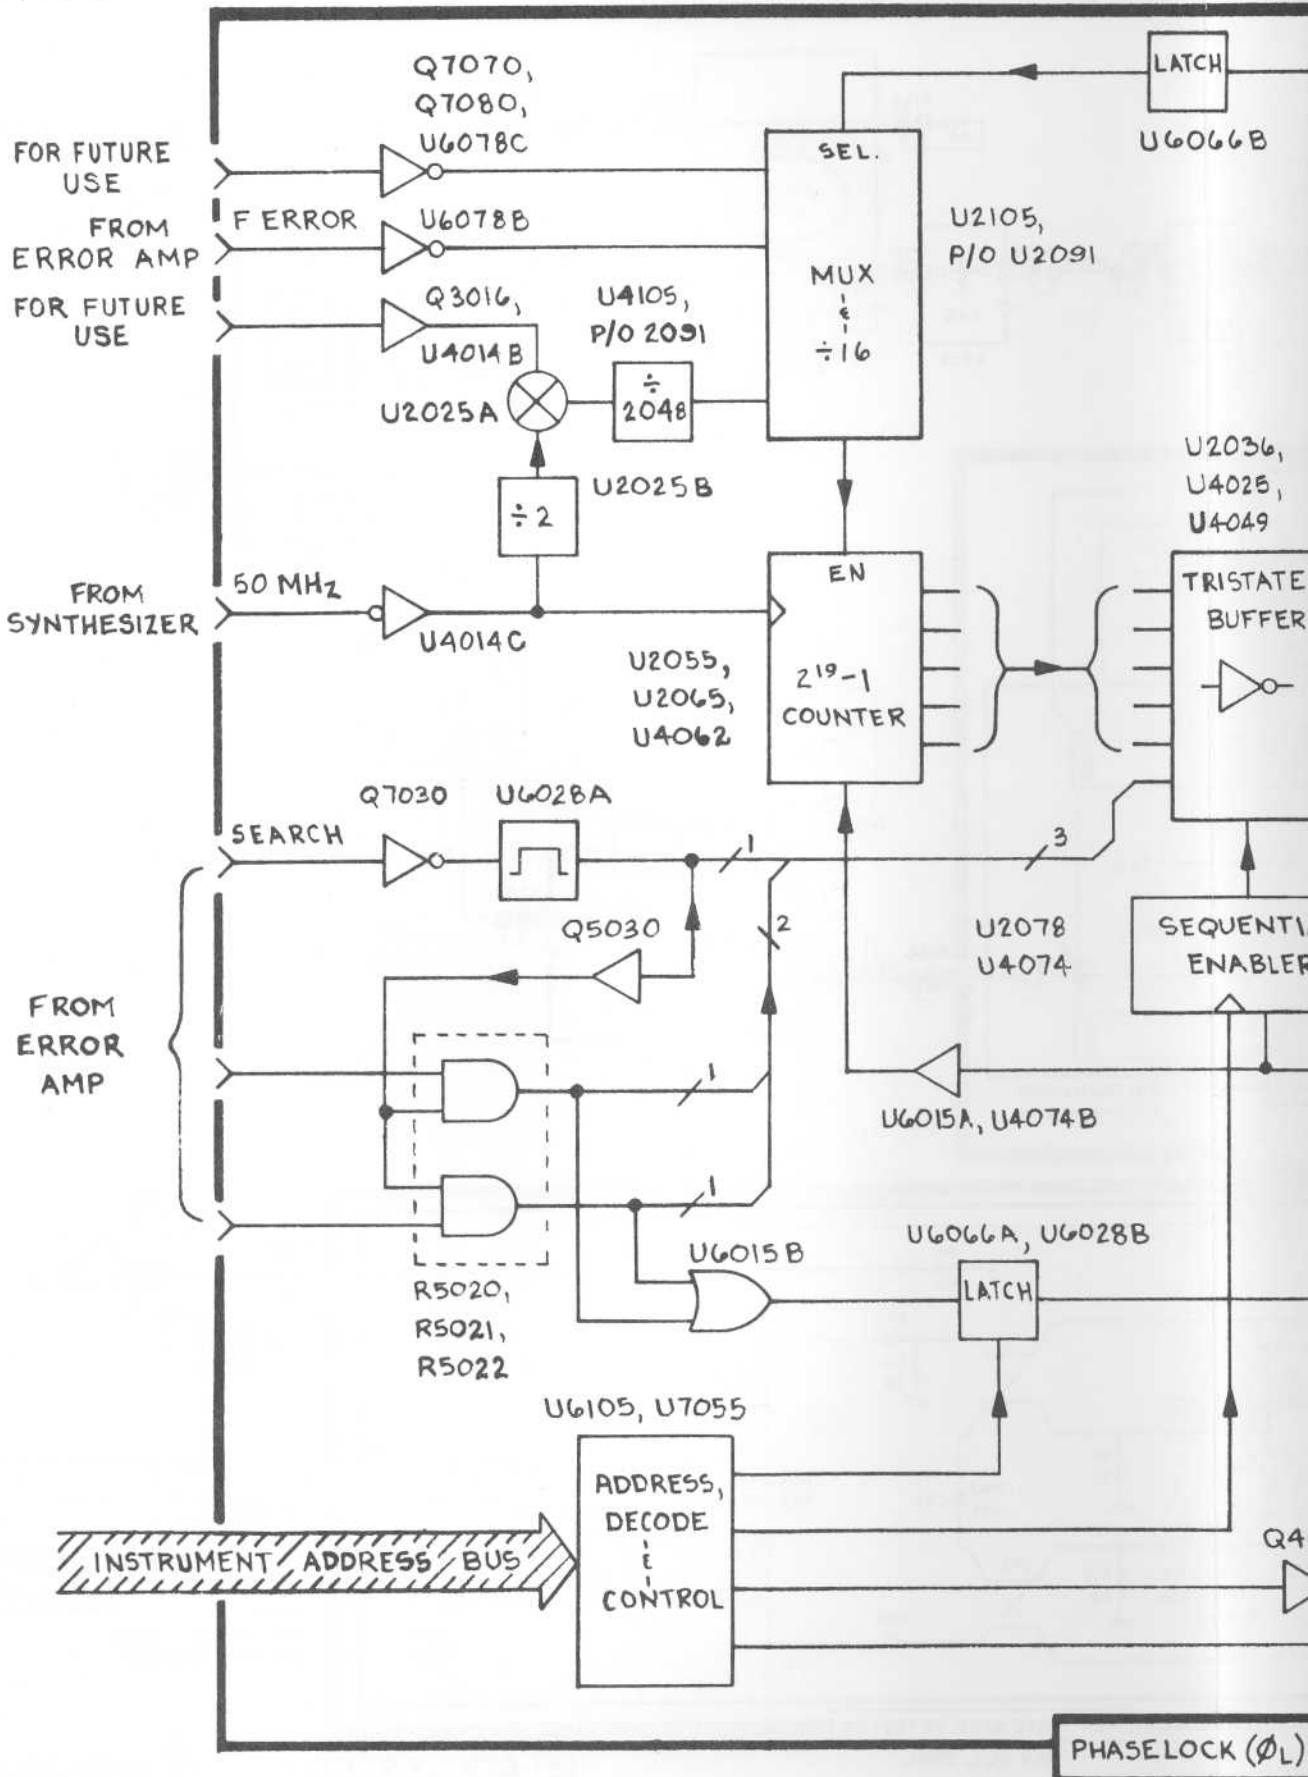 Q7070,
Q7080,
U6078C
LATCH
U6066B
FOR FUTURE
USE
SEL.
FROM
ERROR AMP
F ERROR
U6078B
U2105,
P/O U2091
MUX
&
÷16
FOR FUTURE
USE
Q3016,
U4014B
U4105,
P/O 2091
U2025A
÷
2048
U2025B
÷2
U2036,
U4025,
U4049
FROM
SYNTHESIZER
50 MHz
U4014C
EN
2¹⁹-1
COUNTER
U2055,
U2065,
U4062
TRISTATE
BUFFER
Q7030
U6028A
SEARCH
1
3
Q5030
2
U2078
U4074
ENABLER
FROM
ERROR
AMP
1
U6015A, U4074B
1
U6015B
U6066A, U6028B
LATCH
R5020,
R5021,
R5022
U6105, U7055
ADDRESS,
DECODE
&
CONTROL
INSTRUMENT ADDRESS BUS
PHASELOCK (ØL)